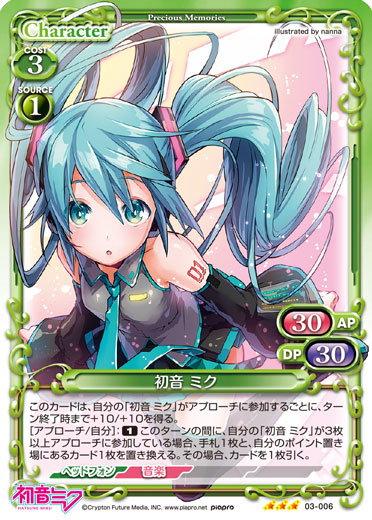 Precious Memories
Character
illustrated by nanna
COST
3
SOURCE
1
01
30 AP
DP 30
初音 ミク
このカードは、自分の「初音 ミク」がアプローチに参加するごとに、ター
ン終了時まで+10/+10を得る。
[アプローチ/自分]: 1 このターンの間に、自分の「初音 ミク」が3枚
以上アプローチに参加している場合、手札1枚と、自分のポイント置き
場にあるカード1枚を置き換える。その場合、カードを1枚引く。
ヘッドフォン 音楽
初音ミク
HATSUNE MIKU
©Crypton Future Media, INC. www.piapro.net piapro
03-006